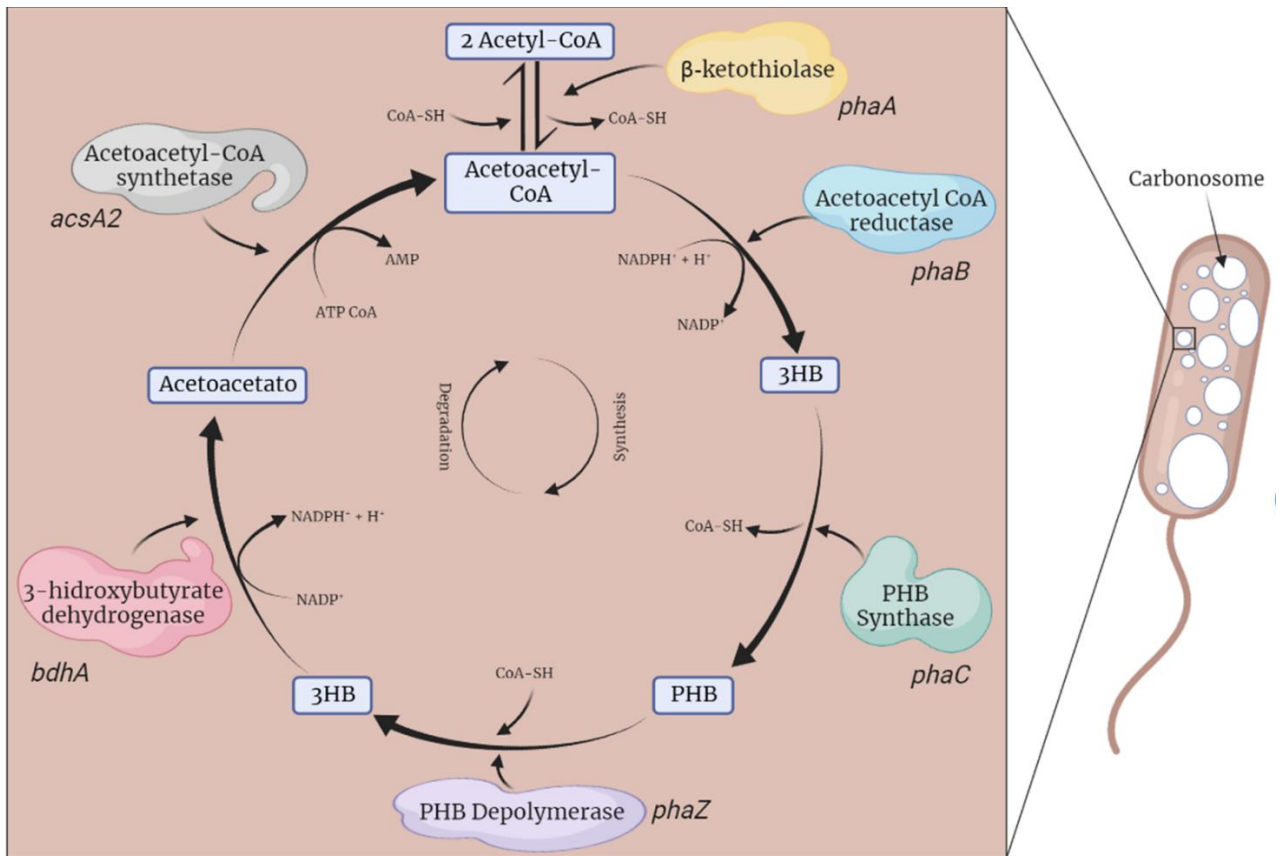 2 Acetyl-CoA
β-ketothiolase
phaA
CoA-SH
CoA-SH
Acetoacetyl-CoA
synthetase
acsA2
Acetoacetyl-
CoA
Acetoacetyl CoA
reductase
phaB
Carbonosome
AMP
ATP CoA
NADPH⁺ + H⁺
NADP⁺
3HB
Acetoacetato
Degradation
Synthesis
NADPH⁺ + H⁺
NADP⁺
3-hidroxybutyrate
dehydrogenase
bdhA
CoA-SH
PHB
Synthase
phaC
3HB
CoA-SH
PHB
PHB Depolymerase
phaZ